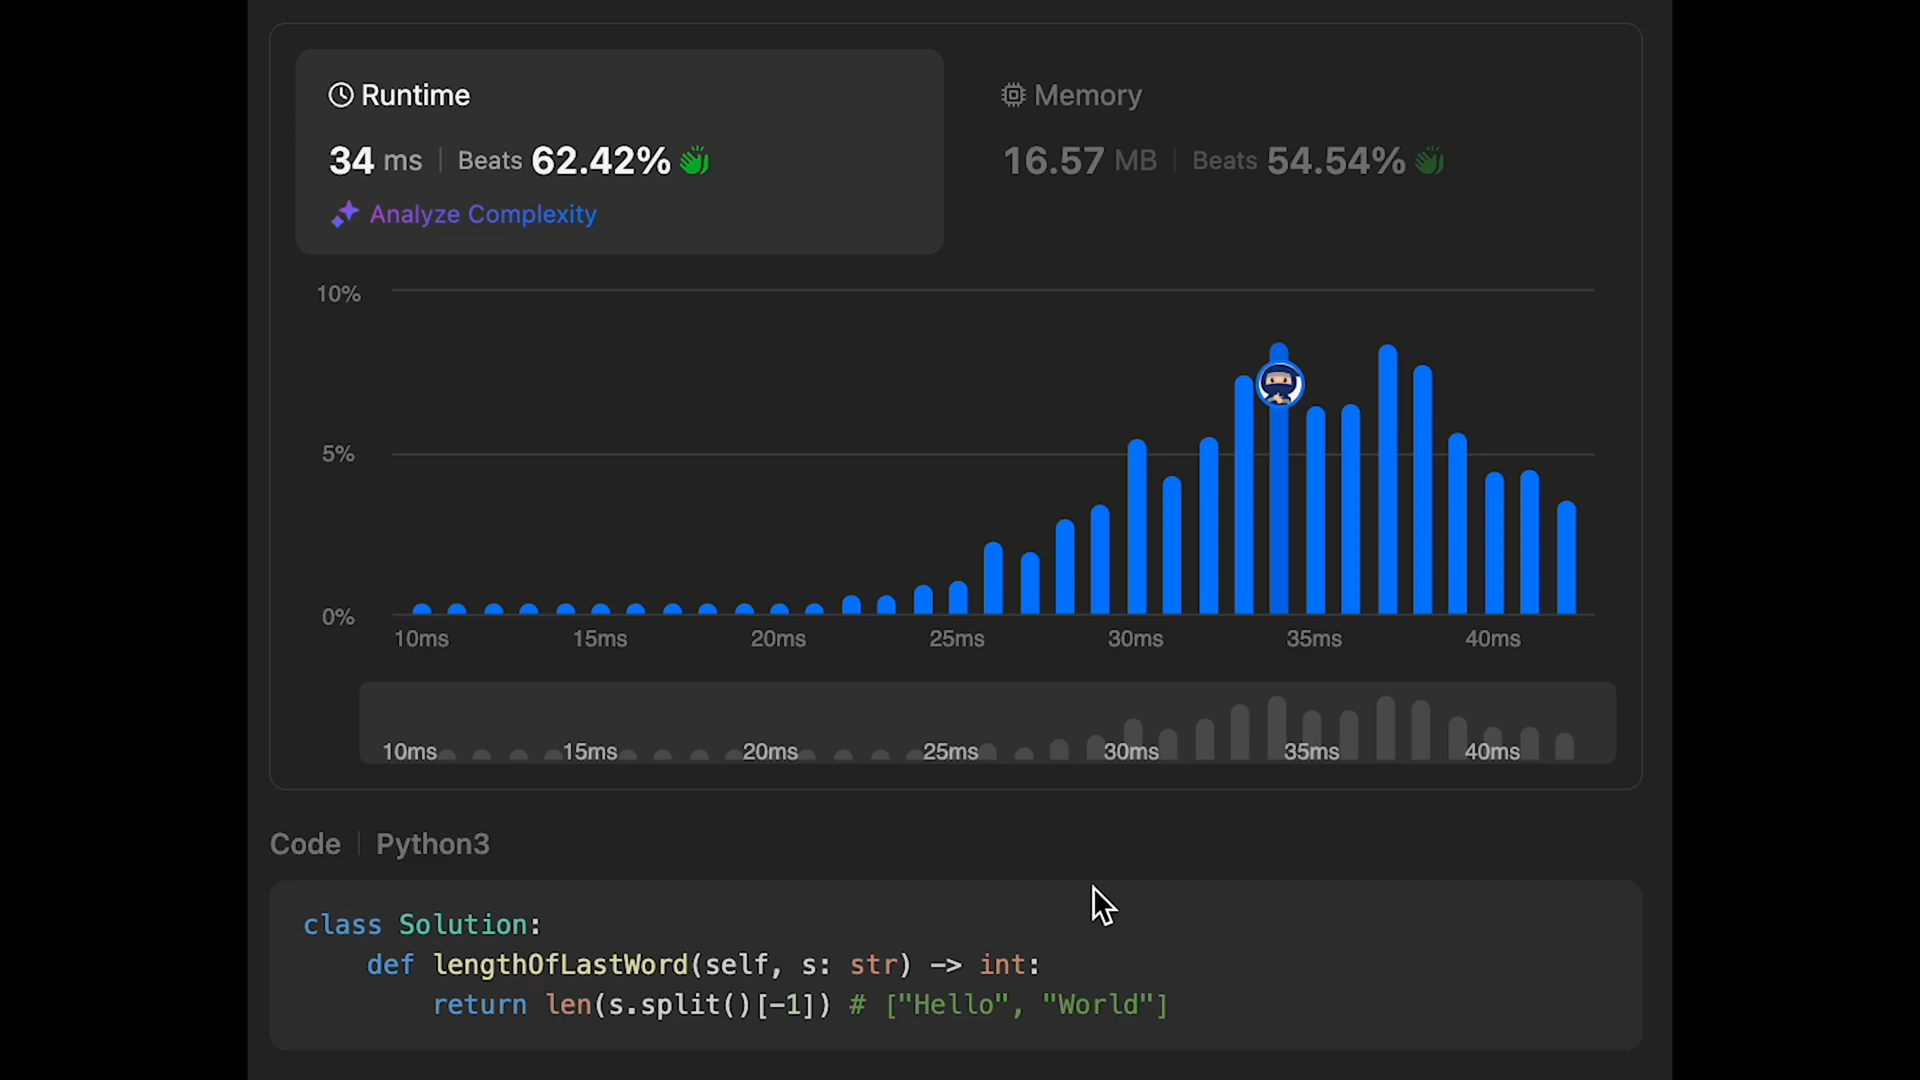 Runtime
Memory
34 ms | Beats 62.42%
16.57 MB | Beats 54.54%
Analyze Complexity
10%
5%
0%
10ms 15ms 20ms 25ms 30ms 35ms 40ms
10ms 15ms 20ms 25ms 30ms 35ms 40ms
Code | Python3
class Solution:
    def lengthOfLastWord(self, s: str) -> int:
        return len(s.split()[-1]) # ["Hello", "World"]